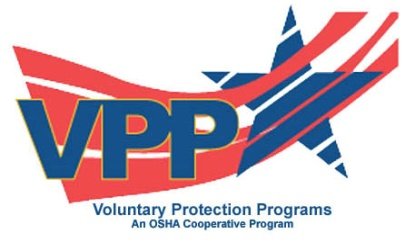 VPP
Voluntary Protection Programs
An OSHA Cooperative Program